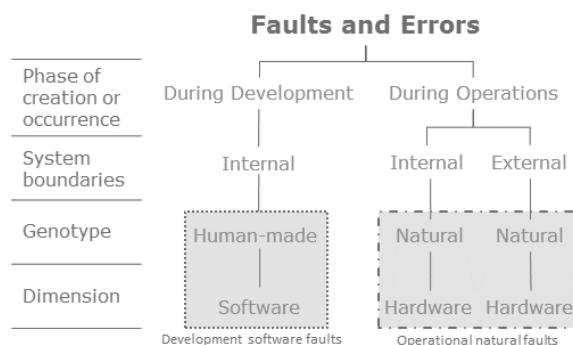 Faults and Errors
Phase of
creation or
occurrence
During Development
During Operations
System
boundaries
Internal
Internal
External
Genotype
Human-made
Natural
Natural
Dimension
Software
Hardware
Hardware
Development software faults
Operational natural faults